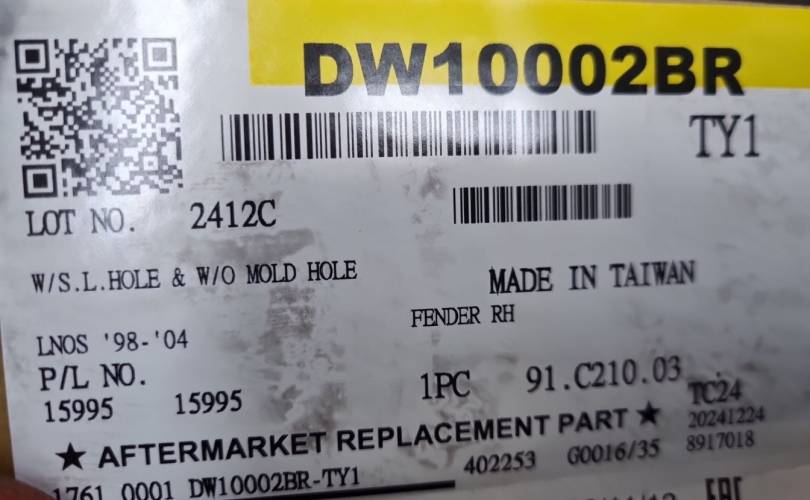 DW10002BR
TY1
LOT NO. 2412C
W/S.L.HOLE & W/O MOLD HOLE
MADE IN TAIWAN
FENDER RH
LNOS '98-'04
P/L NO.
1PC 91.C210.03
15995 15995
TC24
★ AFTERMARKET REPLACEMENT PART ★
20241224
402253 G0016/35 8917018
1761 0001 DW10002BR-TY1
EAC